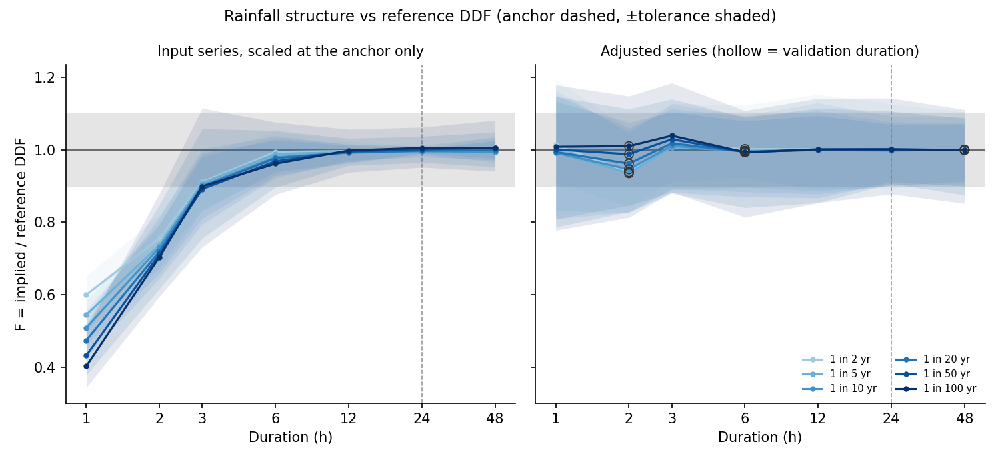 Rainfall structure vs reference DDF (anchor dashed, ±tolerance shaded)
Input series, scaled at the anchor only
Adjusted series (hollow = validation duration)
F = implied / reference DDF
1.2
1.0
0.8
0.6
0.4
1 2 3 6 12 24 48
Duration (h)
1 in 2 yr
1 in 5 yr
1 in 10 yr
1 in 20 yr
1 in 50 yr
1 in 100 yr
1 2 3 6 12 24 48
Duration (h)